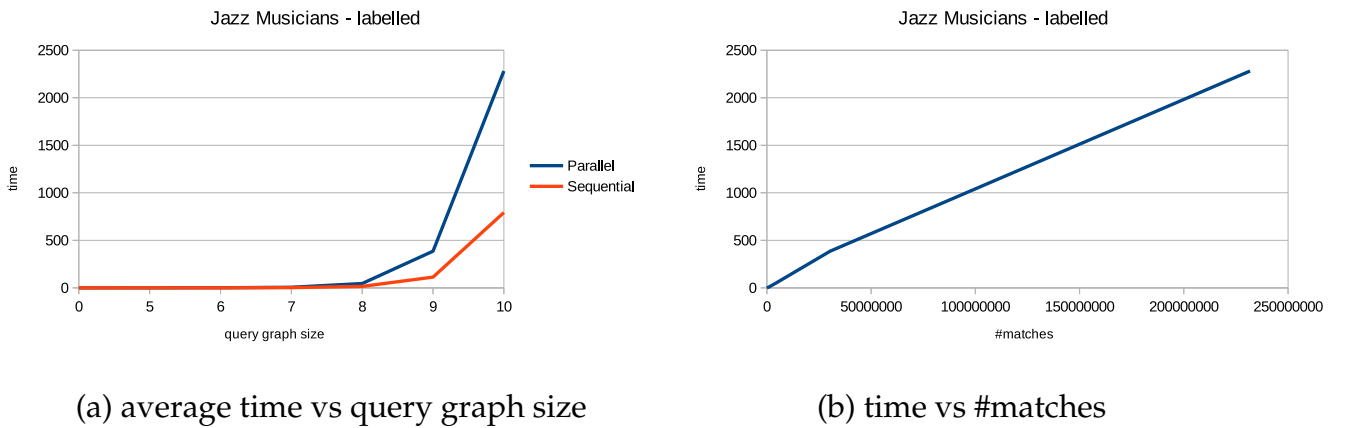 Jazz Musicians - labelled
2500
2000
1500
1000
500
0
time
0 5 6 7 8 9 10
query graph size
Parallel
Sequential
(a) average time vs query graph size
Jazz Musicians - labelled
2500
2000
1500
1000
500
0
time
0 50000000 100000000 150000000 200000000 250000000
#matches
(b) time vs #matches